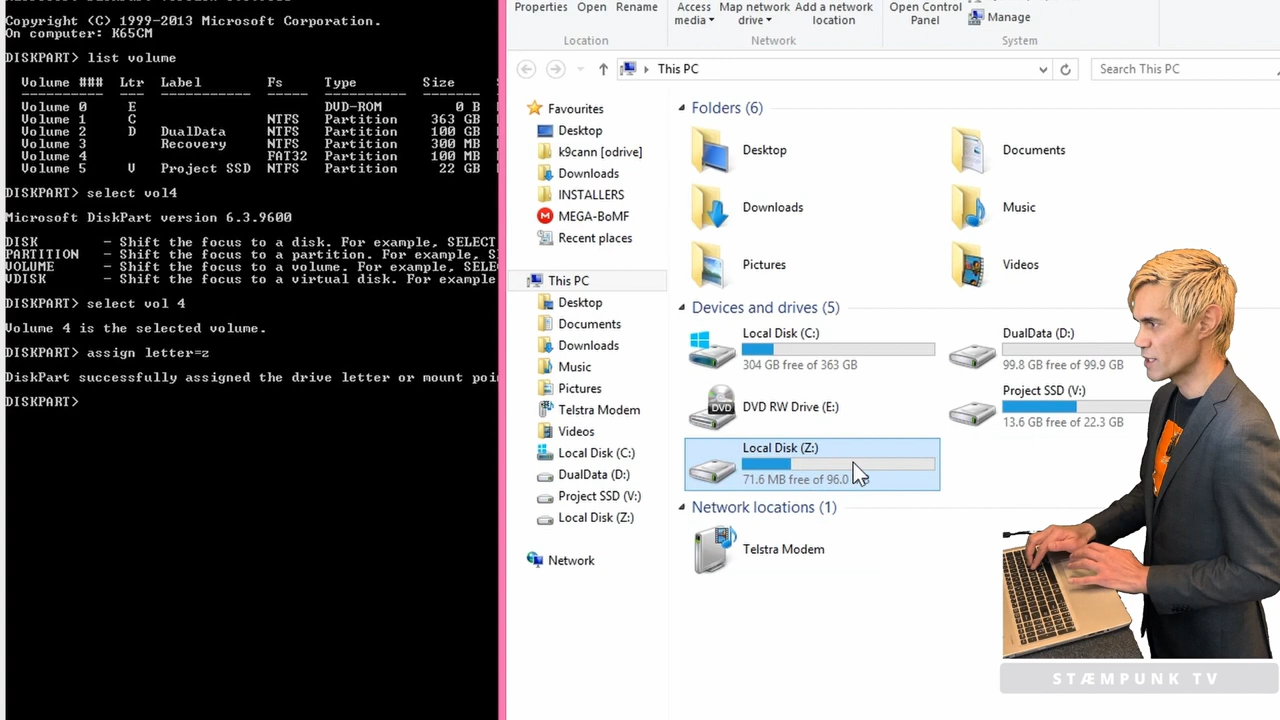 Copyright (C) 1999-2013 Microsoft Corporation.
On computer: K65CM
DISKPART> list volume
Volume ### Ltr Label Fs Type Size
Volume 0 E DVD-ROM 0 B
Volume 1 C NTFS Partition 363 GB
Volume 2 D DualData NTFS Partition 100 GB
Volume 3 Recovery NTFS Partition 300 MB
Volume 4 FAT32 Partition 100 MB
Volume 5 V Project SSD NTFS Partition 22 GB
DISKPART> select vol4
Microsoft DiskPart version 6.3.9600
DISK - Shift the focus to a disk. For example, SELECT
PARTITION - Shift the focus to a partition. For example,
VOLUME - Shift the focus to a volume. For example, SELE
VDISK - Shift the focus to a virtual disk. For example
DISKPART> select vol 4
Volume 4 is the selected volume.
DISKPART> assign letter=z
DiskPart successfully assigned the drive letter or mount poin
DISKPART>
Properties Open Rename Access media Map network drive Add a network location Open Control Panel Manage
Location Network System
This PC
Search This PC
Favourites
Desktop
k9cann [odrive]
Downloads
INSTALLERS
MEGA-BoMF
Recent places
This PC
Desktop
Documents
Downloads
Music
Pictures
Telstra Modem
Videos
Local Disk (C:)
DualData (D:)
Project SSD (V:)
Local Disk (Z:)
Network
Folders (6)
Desktop Documents
Downloads Music
Pictures Videos
Devices and drives (5)
Local Disk (C:) DualData (D:)
304 GB free of 363 GB 99.8 GB free of 99.9 GB
DVD RW Drive (E:) Project SSD (V:)
DVD 13.6 GB free of 22.3 GB
Local Disk (Z:)
71.6 MB free of 96.0
Network locations (1)
Telstra Modem
STÆMPUNK TV